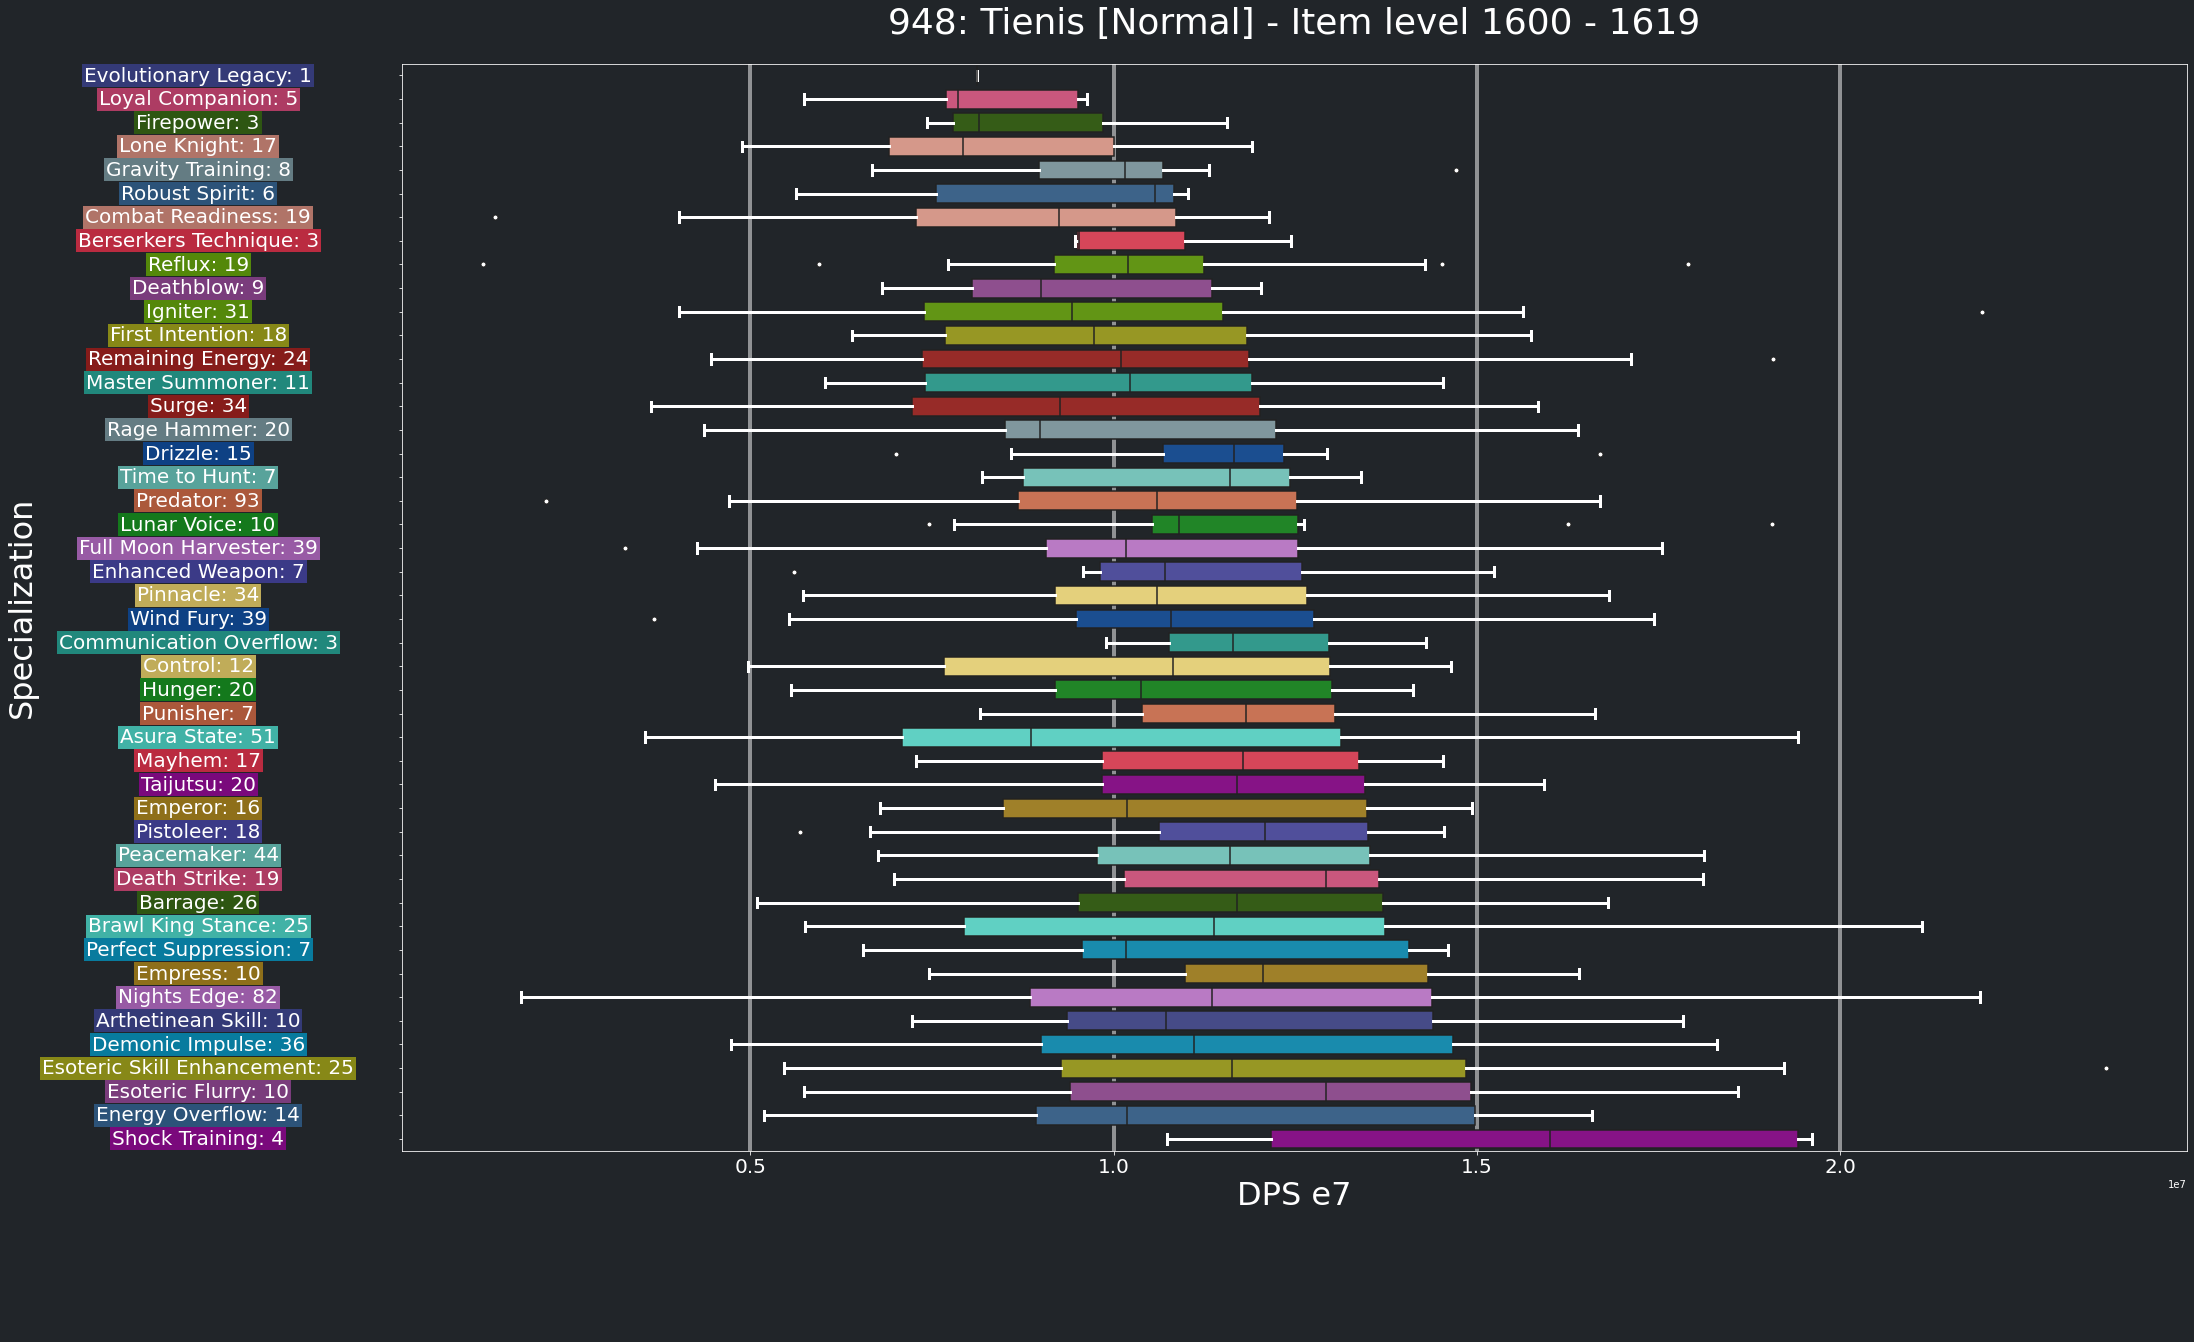 948: Tienis [Normal] - Item level 1600 - 1619
Specialization
Evolutionary Legacy: 1
Loyal Companion: 5
Firepower: 3
Lone Knight: 17
Gravity Training: 8
Robust Spirit: 6
Combat Readiness: 19
Berserkers Technique: 3
Reflux: 19
Deathblow: 9
Igniter: 31
First Intention: 18
Remaining Energy: 24
Master Summoner: 11
Surge: 34
Rage Hammer: 20
Drizzle: 15
Time to Hunt: 7
Predator: 93
Lunar Voice: 10
Full Moon Harvester: 39
Enhanced Weapon: 7
Pinnacle: 34
Wind Fury: 39
Communication Overflow: 3
Control: 12
Hunger: 20
Punisher: 7
Asura State: 51
Mayhem: 17
Taijutsu: 20
Emperor: 16
Pistoleer: 18
Peacemaker: 44
Death Strike: 19
Barrage: 26
Brawl King Stance: 25
Perfect Suppression: 7
Empress: 10
Nights Edge: 82
Arthetinean Skill: 10
Demonic Impulse: 36
Esoteric Skill Enhancement: 25
Esoteric Flurry: 10
Energy Overflow: 14
Shock Training: 4
0.5 1.0 1.5 2.0
1e7
DPS e7